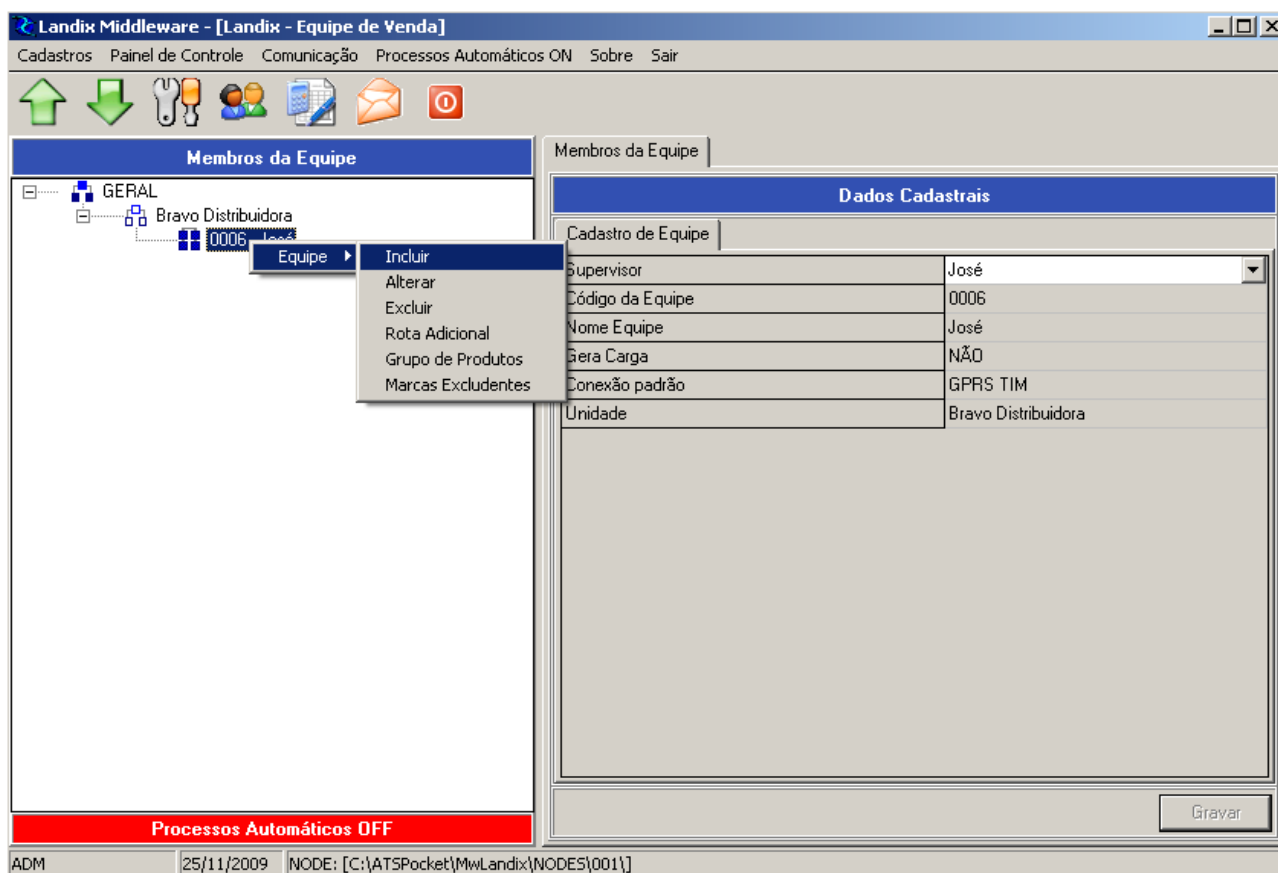 Landix Middleware - [Landix - Equipe de Venda]
Cadastros Painel de Controle Comunicação Processos Automáticos ON Sobre Sair
Membros da Equipe
GERAL
Bravo Distribuidora
0006 - José
Equipe
Incluir
Alterar
Excluir
Rota Adicional
Grupo de Produtos
Marcas Excludentes
Processos Automáticos OFF
Membros da Equipe
Dados Cadastrais
Cadastro de Equipe
Supervisor José
Código da Equipe 0006
Nome Equipe José
Gera Carga NÃO
Conexão padrão GPRS TIM
Unidade Bravo Distribuidora
Gravar
ADM 25/11/2009 NODE: [C:\ATSPocket\MwLandix\NODES\001\]